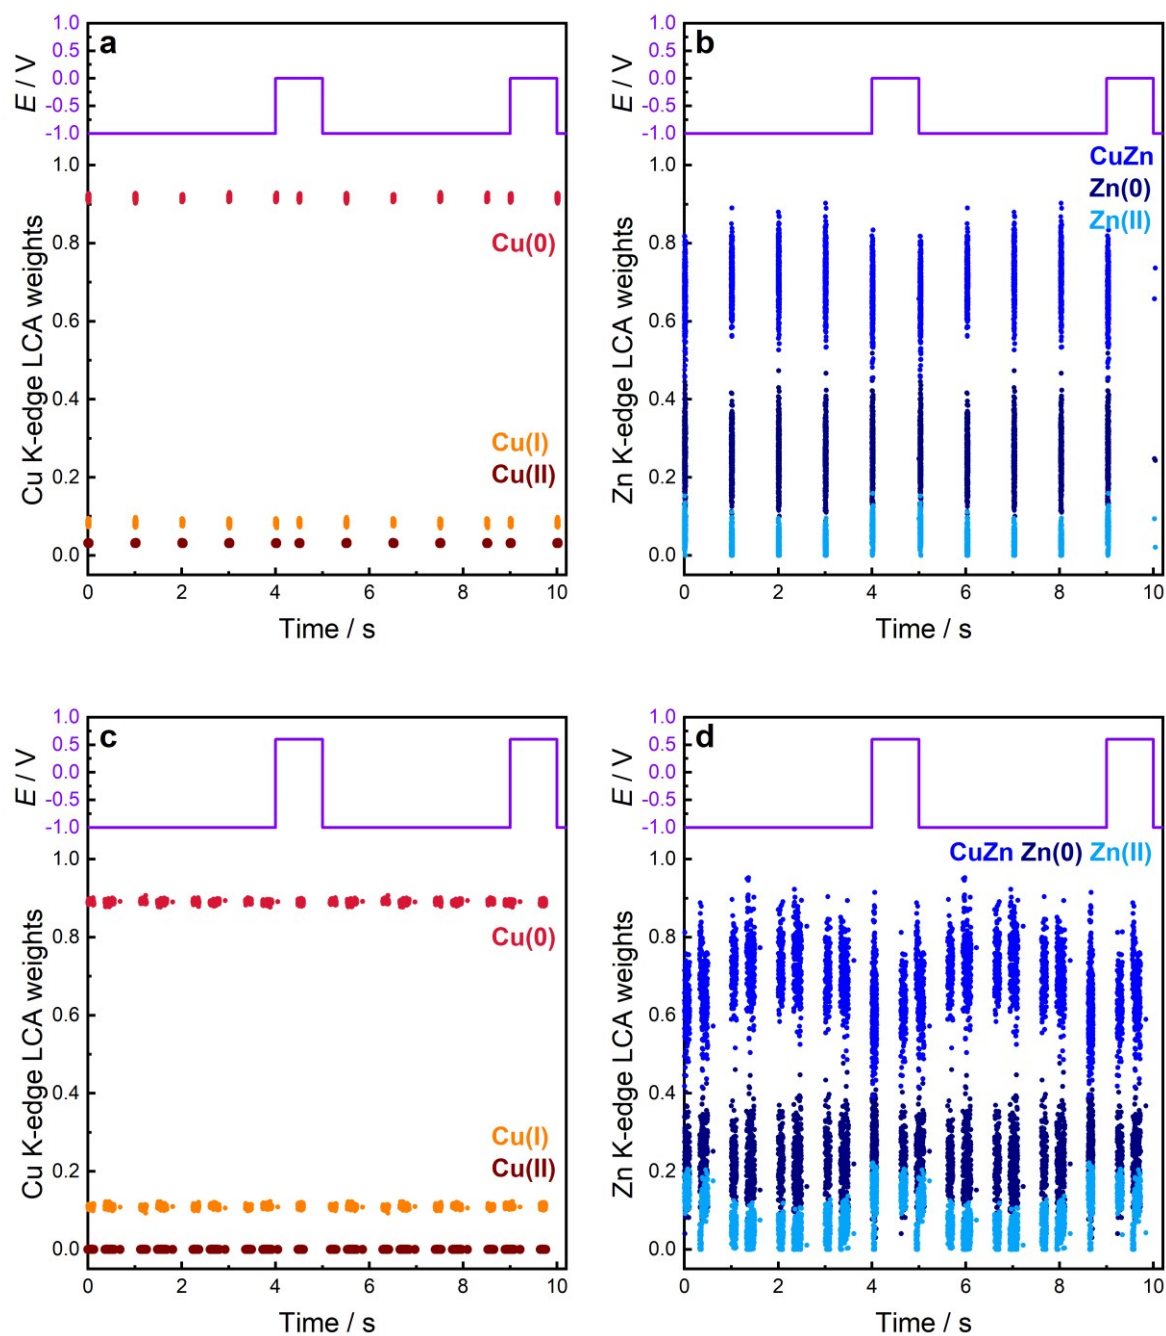 a
1.0
0.5
0.0
-0.5
-1.0
E / V
1.0
0.8
0.6
0.4
0.2
0.0
Cu K-edge LCA weights
Cu(0)
Cu(I)
Cu(II)
0 2 4 6 8 10
Time / s
b
1.0
0.5
0.0
-0.5
-1.0
E / V
1.0
0.8
0.6
0.4
0.2
0.0
Zn K-edge LCA weights
CuZn
Zn(0)
Zn(II)
0 2 4 6 8 10
Time / s
c
1.0
0.5
0.0
-0.5
-1.0
E / V
1.0
0.8
0.6
0.4
0.2
0.0
Cu K-edge LCA weights
Cu(0)
Cu(I)
Cu(II)
0 2 4 6 8 10
Time / s
d
1.0
0.5
0.0
-0.5
-1.0
E / V
1.0
0.8
0.6
0.4
0.2
0.0
Zn K-edge LCA weights
CuZn Zn(0) Zn(II)
0 2 4 6 8 10
Time / s